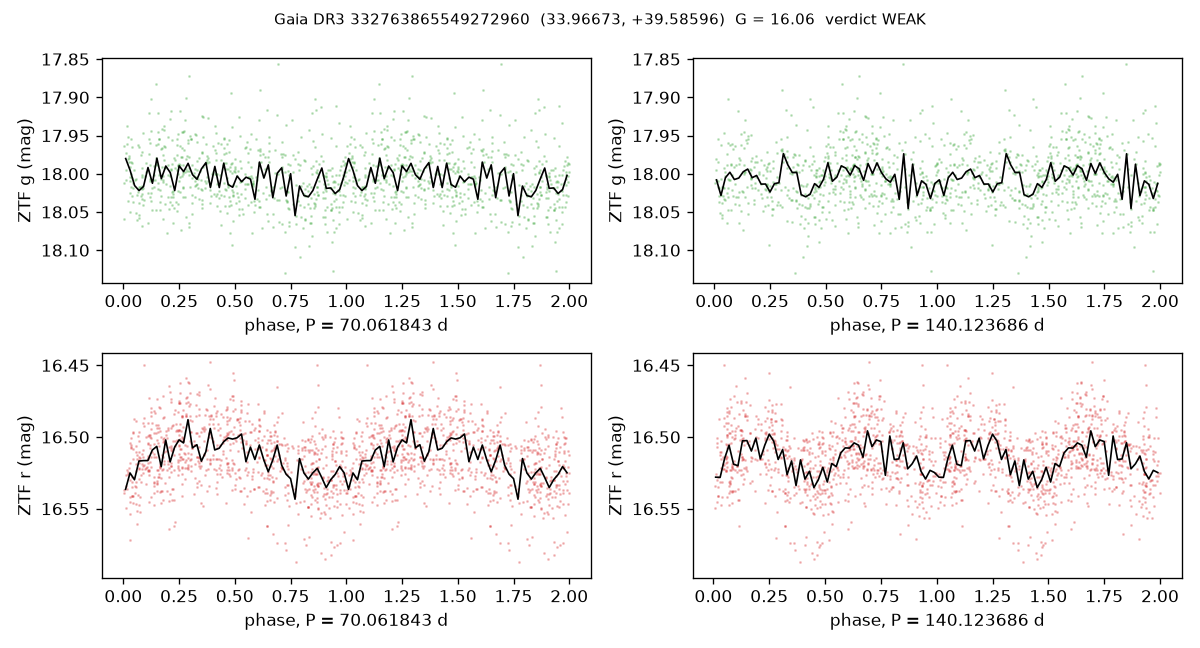 Gaia DR3 332763865549272960 (33.96673, +39.58596) G = 16.06 verdict WEAK
17.85
17.90
17.95
18.00
18.05
18.10
ZTF g (mag)
0.00 0.25 0.50 0.75 1.00 1.25 1.50 1.75 2.00
phase, P = 70.061843 d
17.85
17.90
17.95
18.00
18.05
18.10
ZTF g (mag)
0.00 0.25 0.50 0.75 1.00 1.25 1.50 1.75 2.00
phase, P = 140.123686 d
16.45
16.50
16.55
ZTF r (mag)
0.00 0.25 0.50 0.75 1.00 1.25 1.50 1.75 2.00
phase, P = 70.061843 d
16.45
16.50
16.55
ZTF r (mag)
0.00 0.25 0.50 0.75 1.00 1.25 1.50 1.75 2.00
phase, P = 140.123686 d